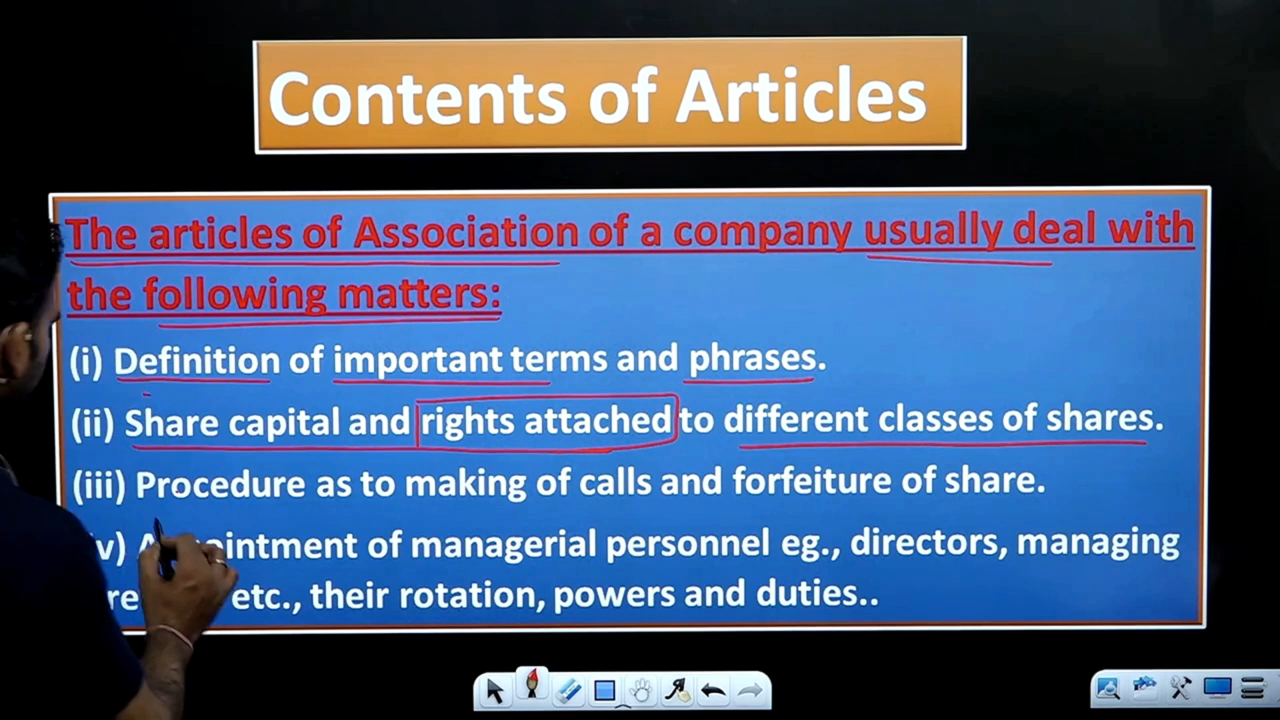 Contents of Articles
The articles of Association of a company usually deal with
the following matters:
(i) Definition of important terms and phrases.
(ii) Share capital and rights attached to different classes of shares.
(iii) Procedure as to making of calls and forfeiture of share.
of managerial personnel eg., directors, managing
etc., their rotation, powers and duties..